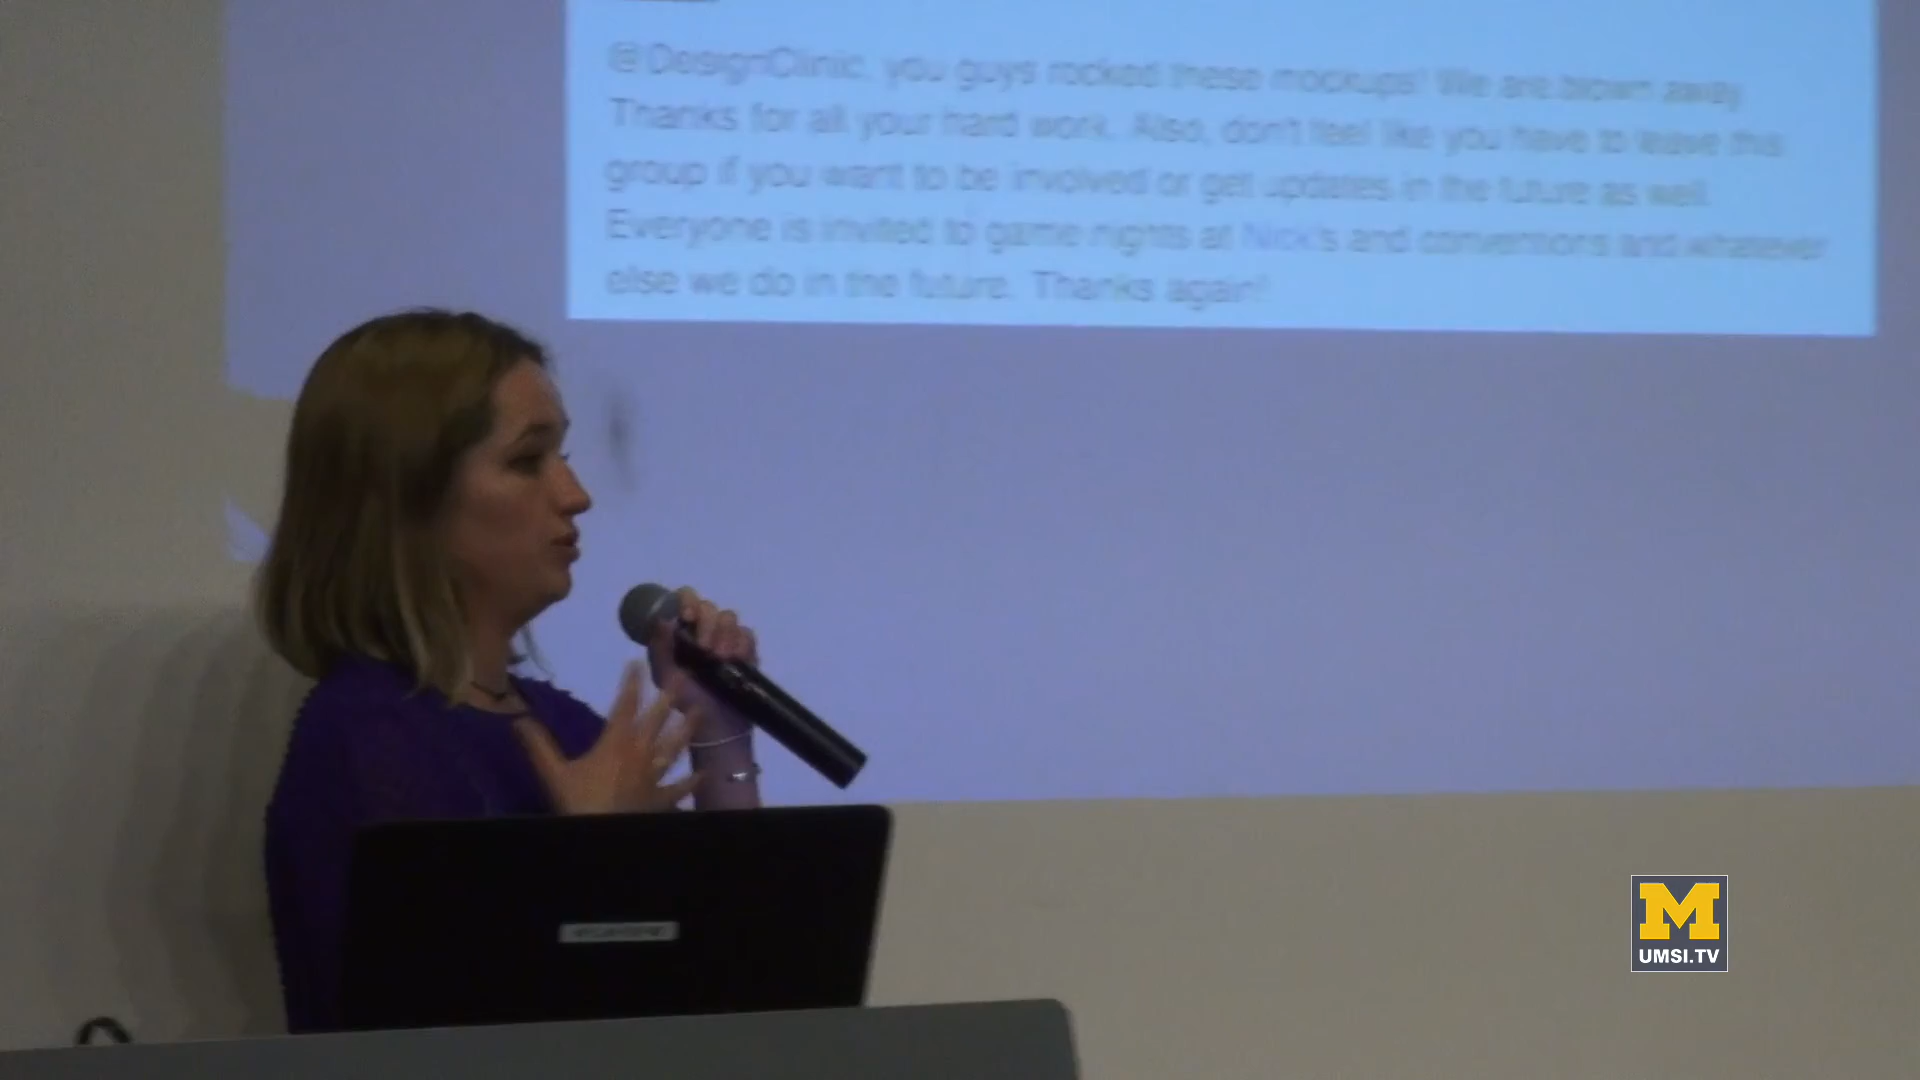 @DesignClinic, you guys rocked these mockups! We are blown away.
Thanks for all your hard work. Also, don't feel like you have to leave this
group if you want to be involved or get updates in the future as well.
Everyone is invited to game nights at Nick's and conventions and whatever
else we do in the future. Thanks again!
M
UMSI.TV